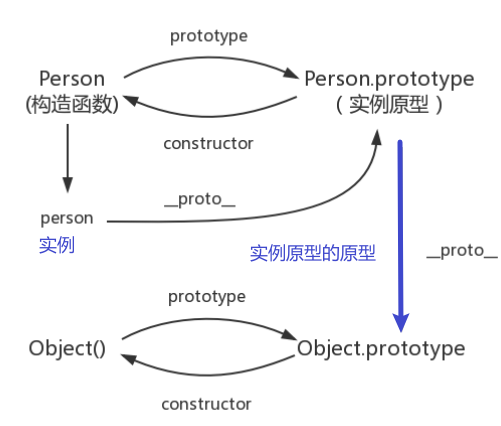 prototype
Person
(构造函数)
Person.prototype
( 实例原型 )
constructor
__proto__
person
实例
实例原型的原型
__proto__
prototype
Object()
Object.prototype
constructor